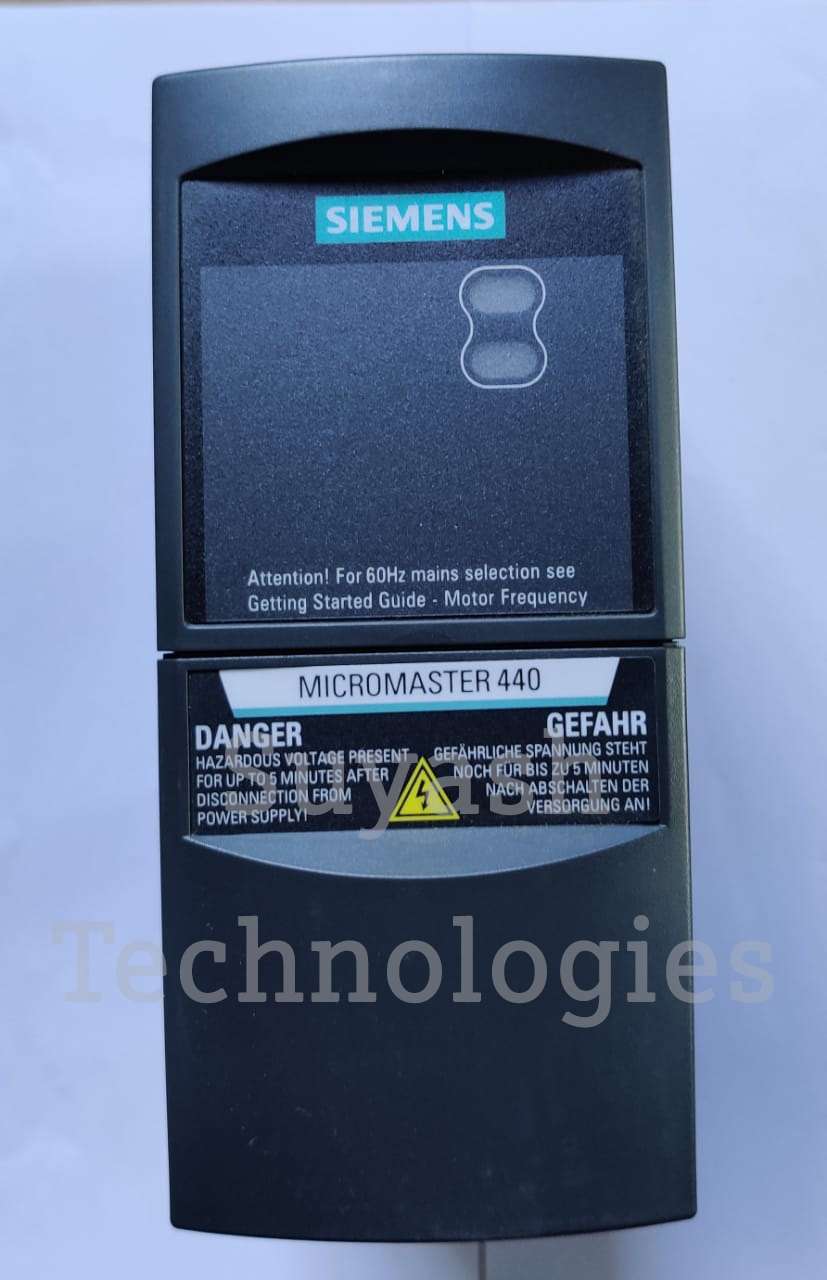 SIEMENS
Attention! For 60Hz mains selection see
Getting Started Guide - Motor Frequency
MICROMASTER 440
DANGER
HAZARDOUS VOLTAGE PRESENT
FOR UP TO 5 MINUTES AFTER
DISCONNECTION FROM
POWER SUPPLY!
GEFAHR
GEFÄHRLICHE SPANNUNG STEHT
NOCH FÜR BIS ZU 5 MINUTEN
NACH ABSCHALTEN DER
VERSORGUNG AN!
Suyash
Technologies